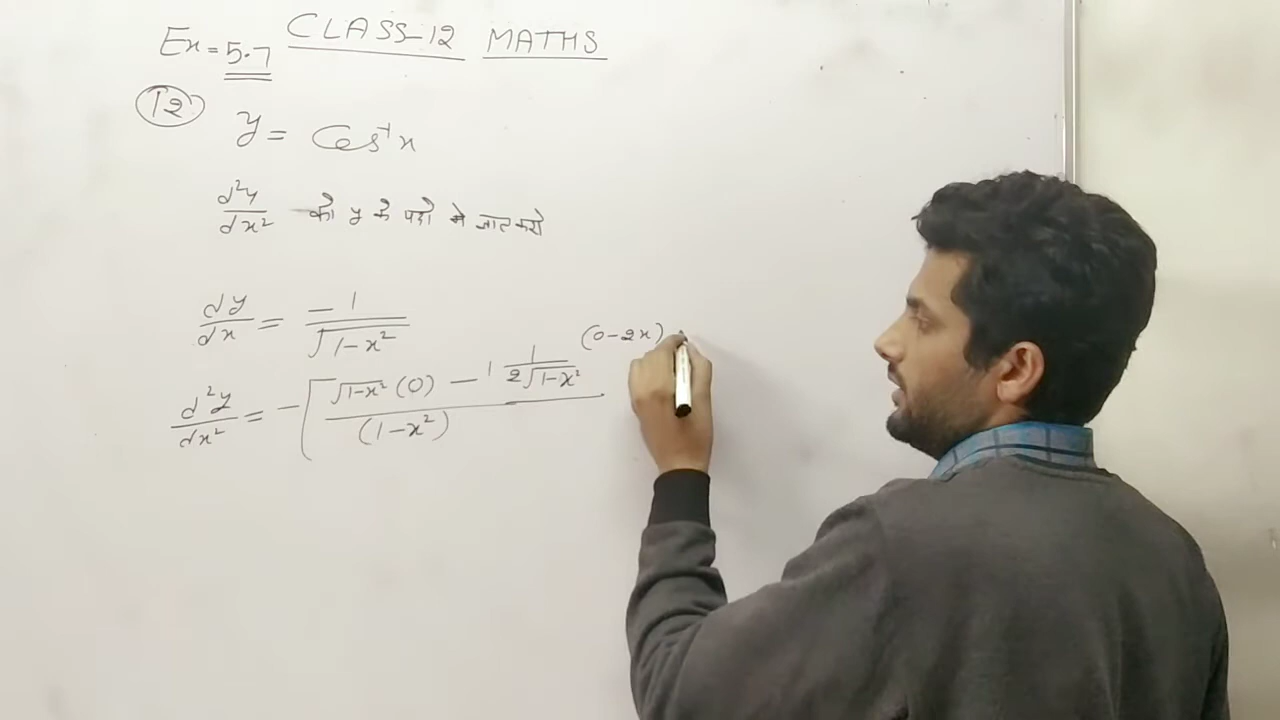 CLASS-12 MATHS
Ex = 5.7
12 y = Cos⁻¹x
d²y/dx² को y के पदों में ज्ञात करो
dy/dx = -1/√(1-x²)
d²y/dx² = -[ √(1-x²) (0) - 1 1/(2√(1-x²)) (0-2x) / (1-x²)